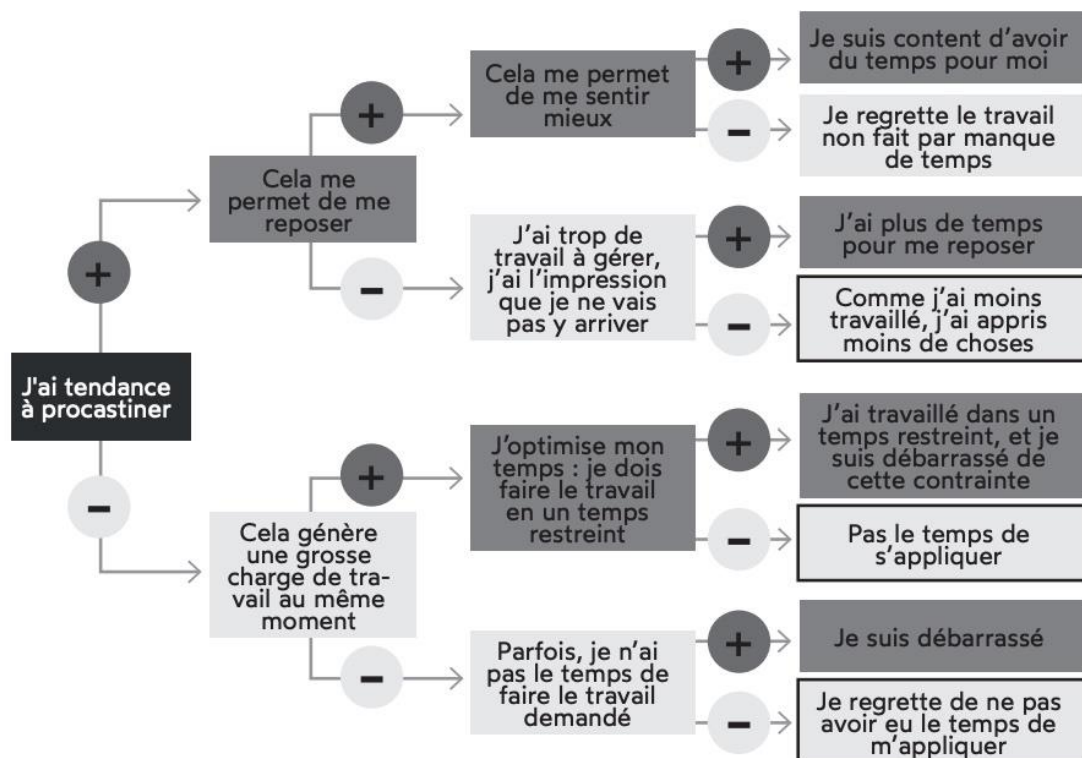 J'ai tendance
à procastiner
+
-
Cela me
permet de me
reposer
+
-
Cela me permet
de me sentir
mieux
+
-
Je suis content d'avoir
du temps pour moi
Je regrette le travail
non fait par manque
de temps
J'ai trop de
travail à gérer,
j'ai l'impression
que je ne vais
pas y arriver
+
-
J'ai plus de temps
pour me reposer
Comme j'ai moins
travaillé, j'ai appris
moins de choses
Cela génère
une grosse
charge de tra-
vail au même
moment
+
-
J'optimise mon
temps : je dois
faire le travail
en un temps
restreint
+
-
J'ai travaillé dans un
temps restreint, et je
suis débarrassé de
cette contrainte
Pas le temps de
s'appliquer
Parfois, je n'ai
pas le temps de
faire le travail
demandé
+
-
Je suis débarrassé
Je regrette de ne pas
avoir eu le temps de
m'appliquer